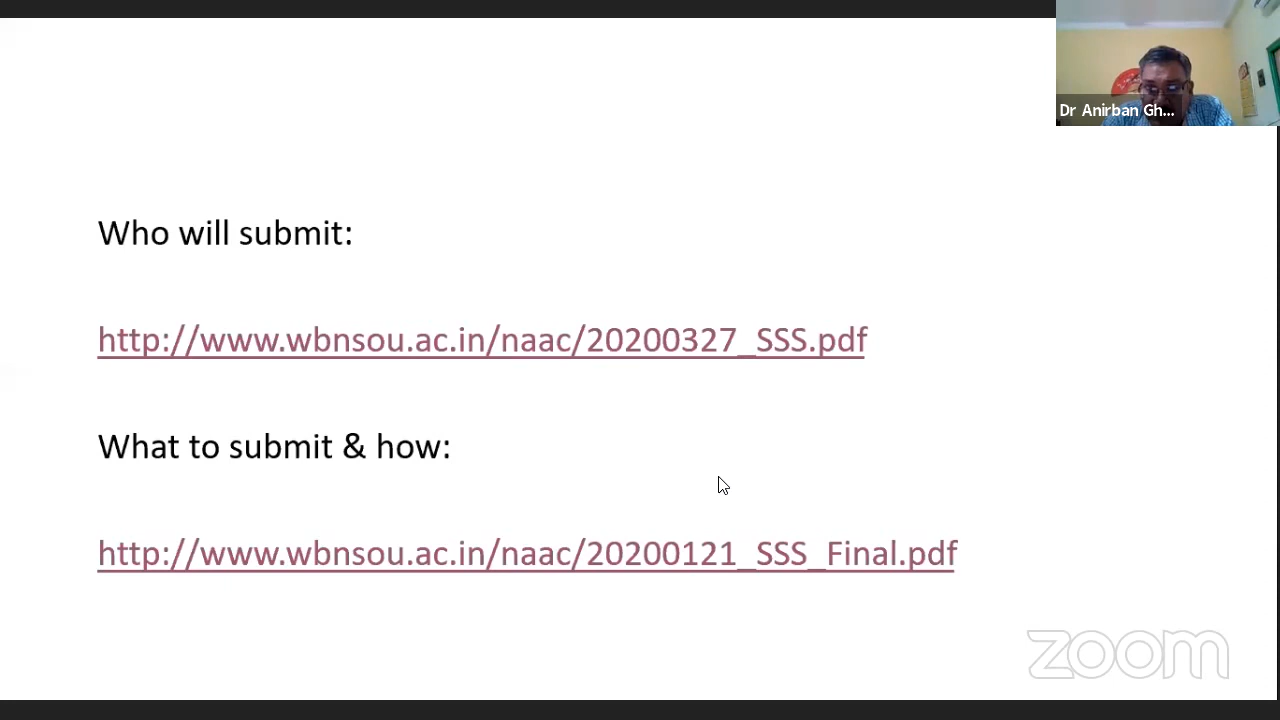 Dr Anirban Gh...
Who will submit:
http://www.wbnsou.ac.in/naac/20200327_SSS.pdf
What to submit & how:
http://www.wbnsou.ac.in/naac/20200121_SSS_Final.pdf
zoom